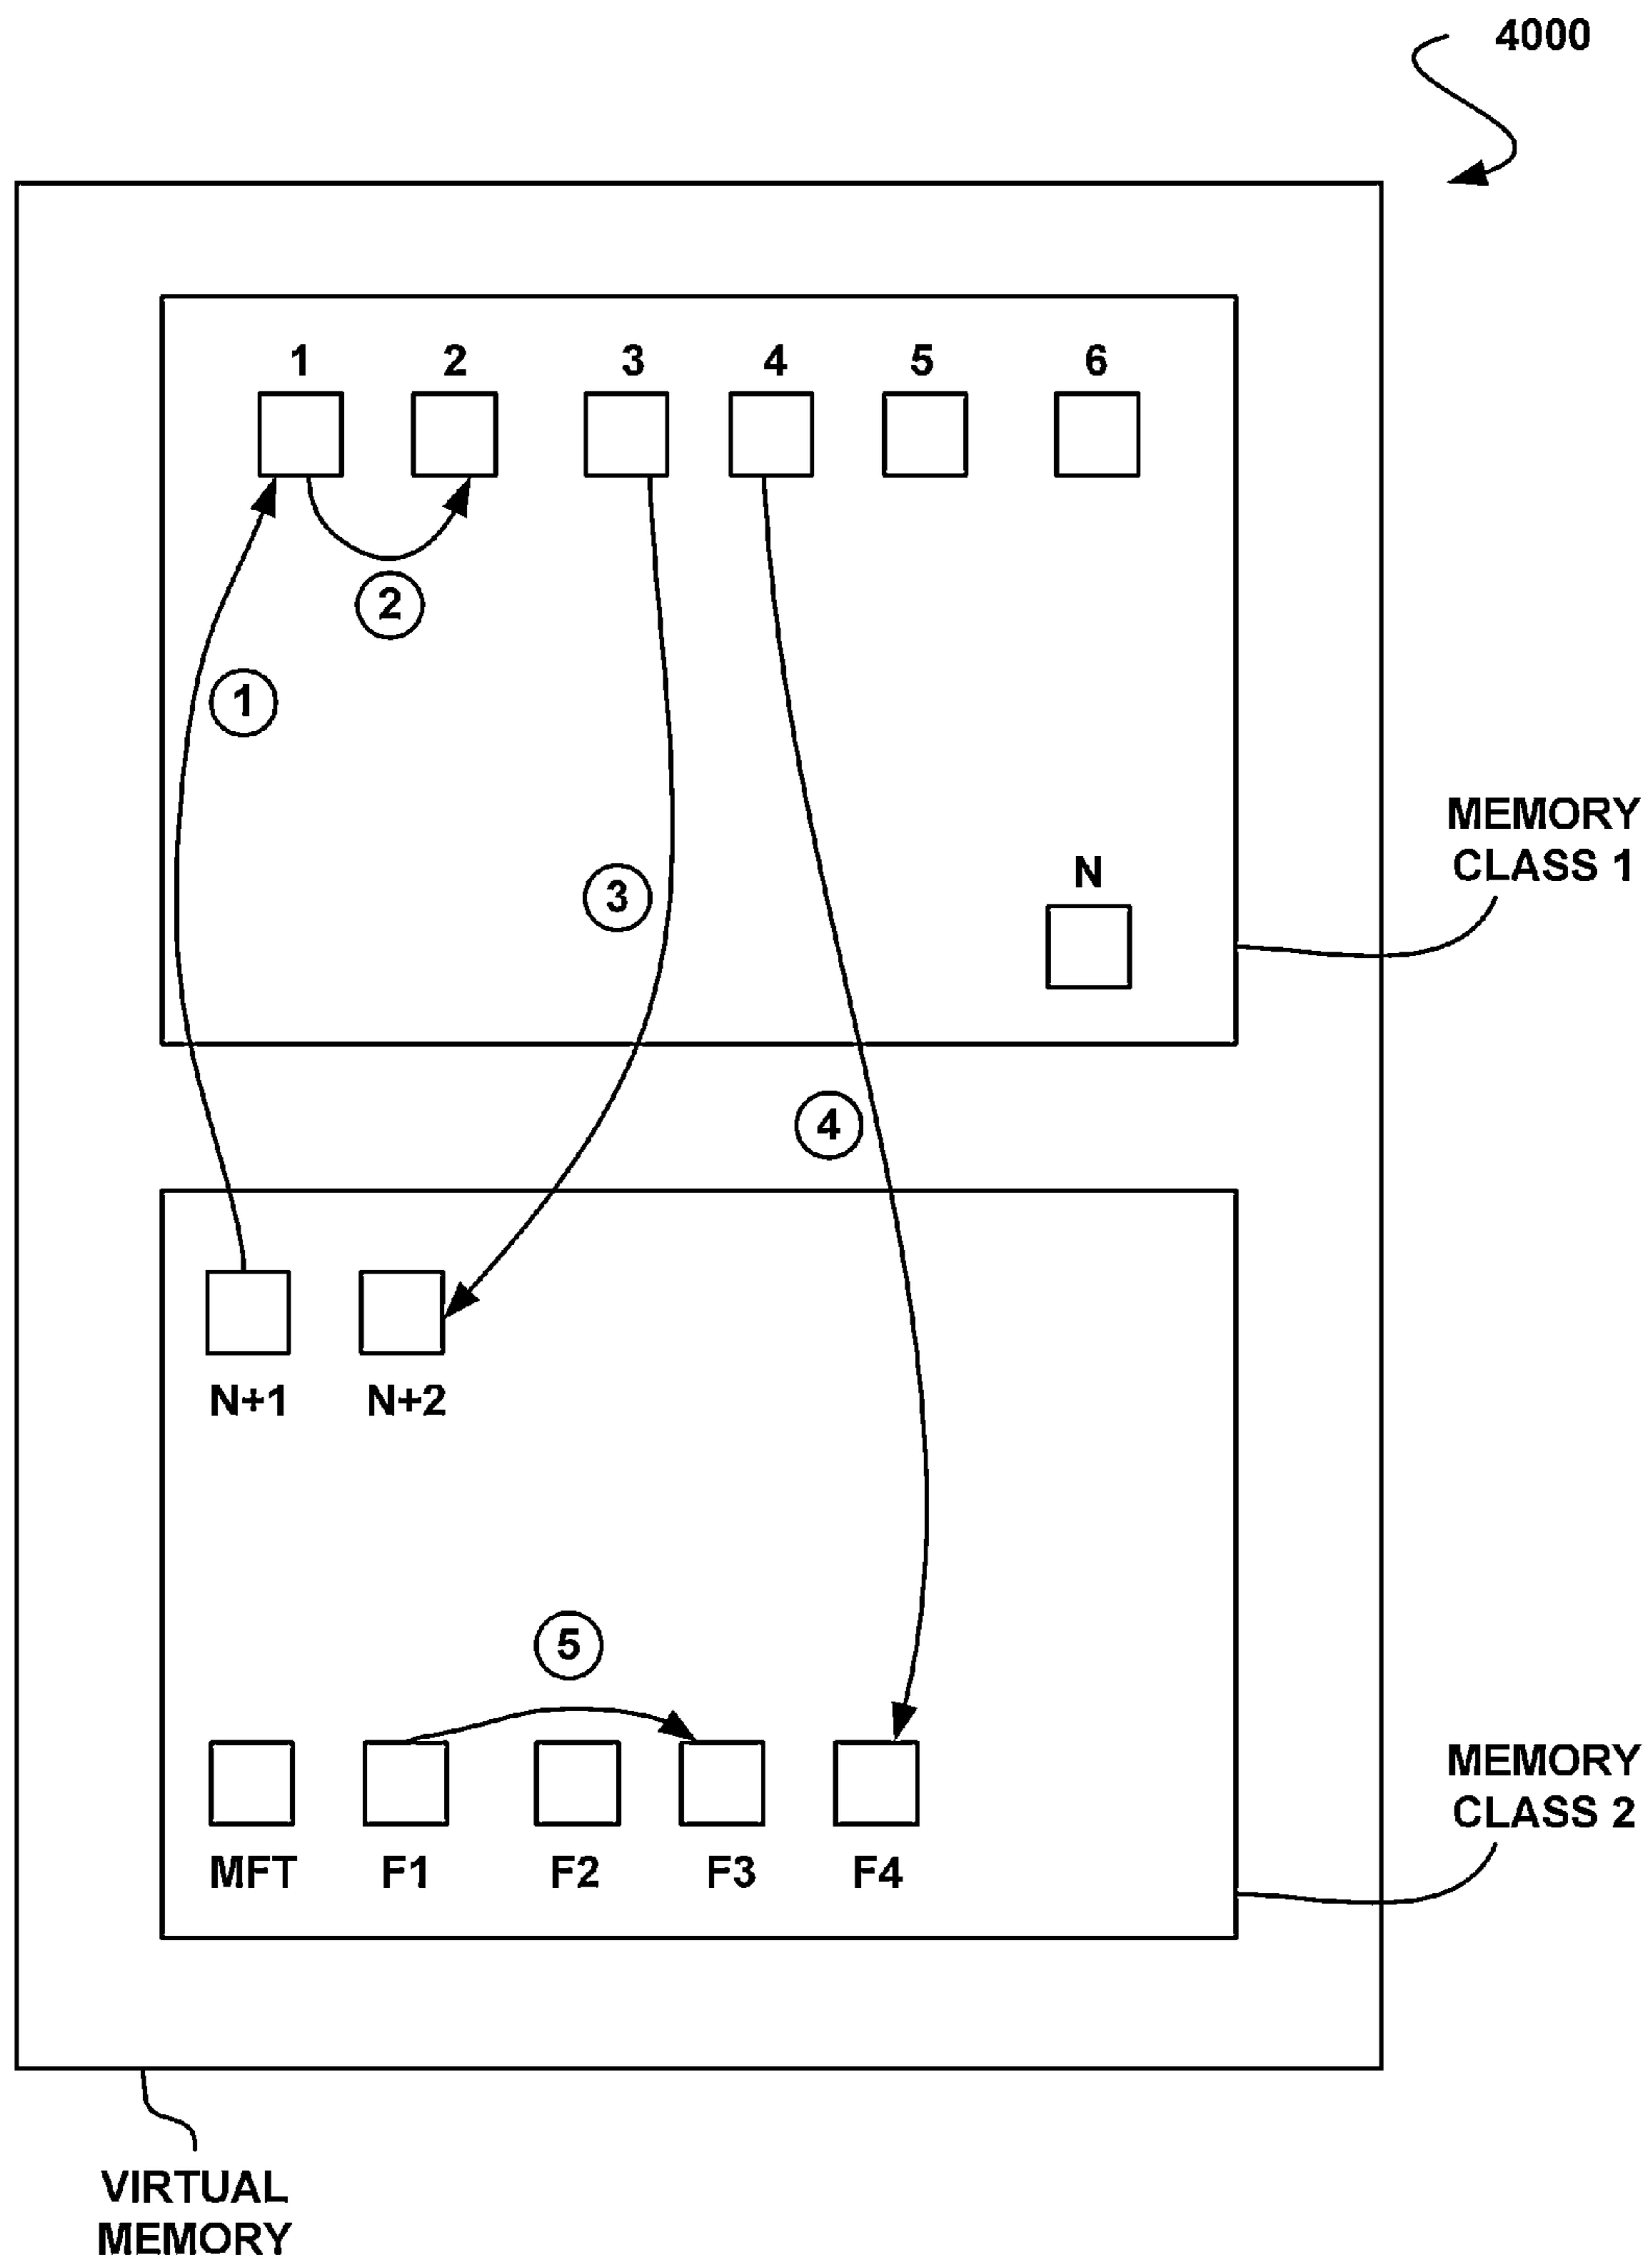 4000
1 2 3 4 5 6
2
1
MEMORY
CLASS 1
N
3
4
N+1 N+2
5
MEMORY
CLASS 2
MFT F1 F2 F3 F4
VIRTUAL
MEMORY